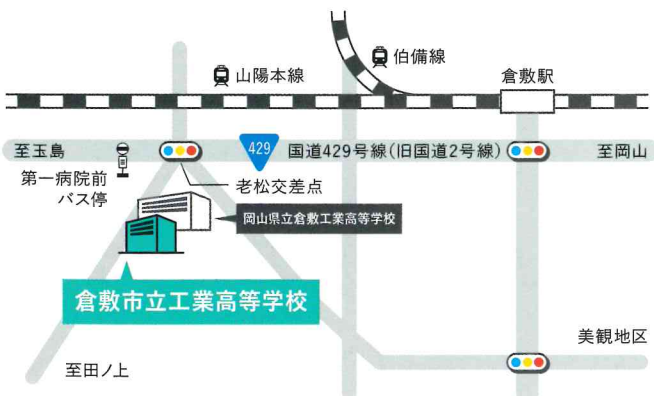 伯備線
山陽本線
倉敷駅
至玉島
429
国道429号線(旧国道2号線)
至岡山
第一病院前
バス停
老松交差点
岡山県立倉敷工業高等学校
倉敷市立工業高等学校
美観地区
至田ノ上